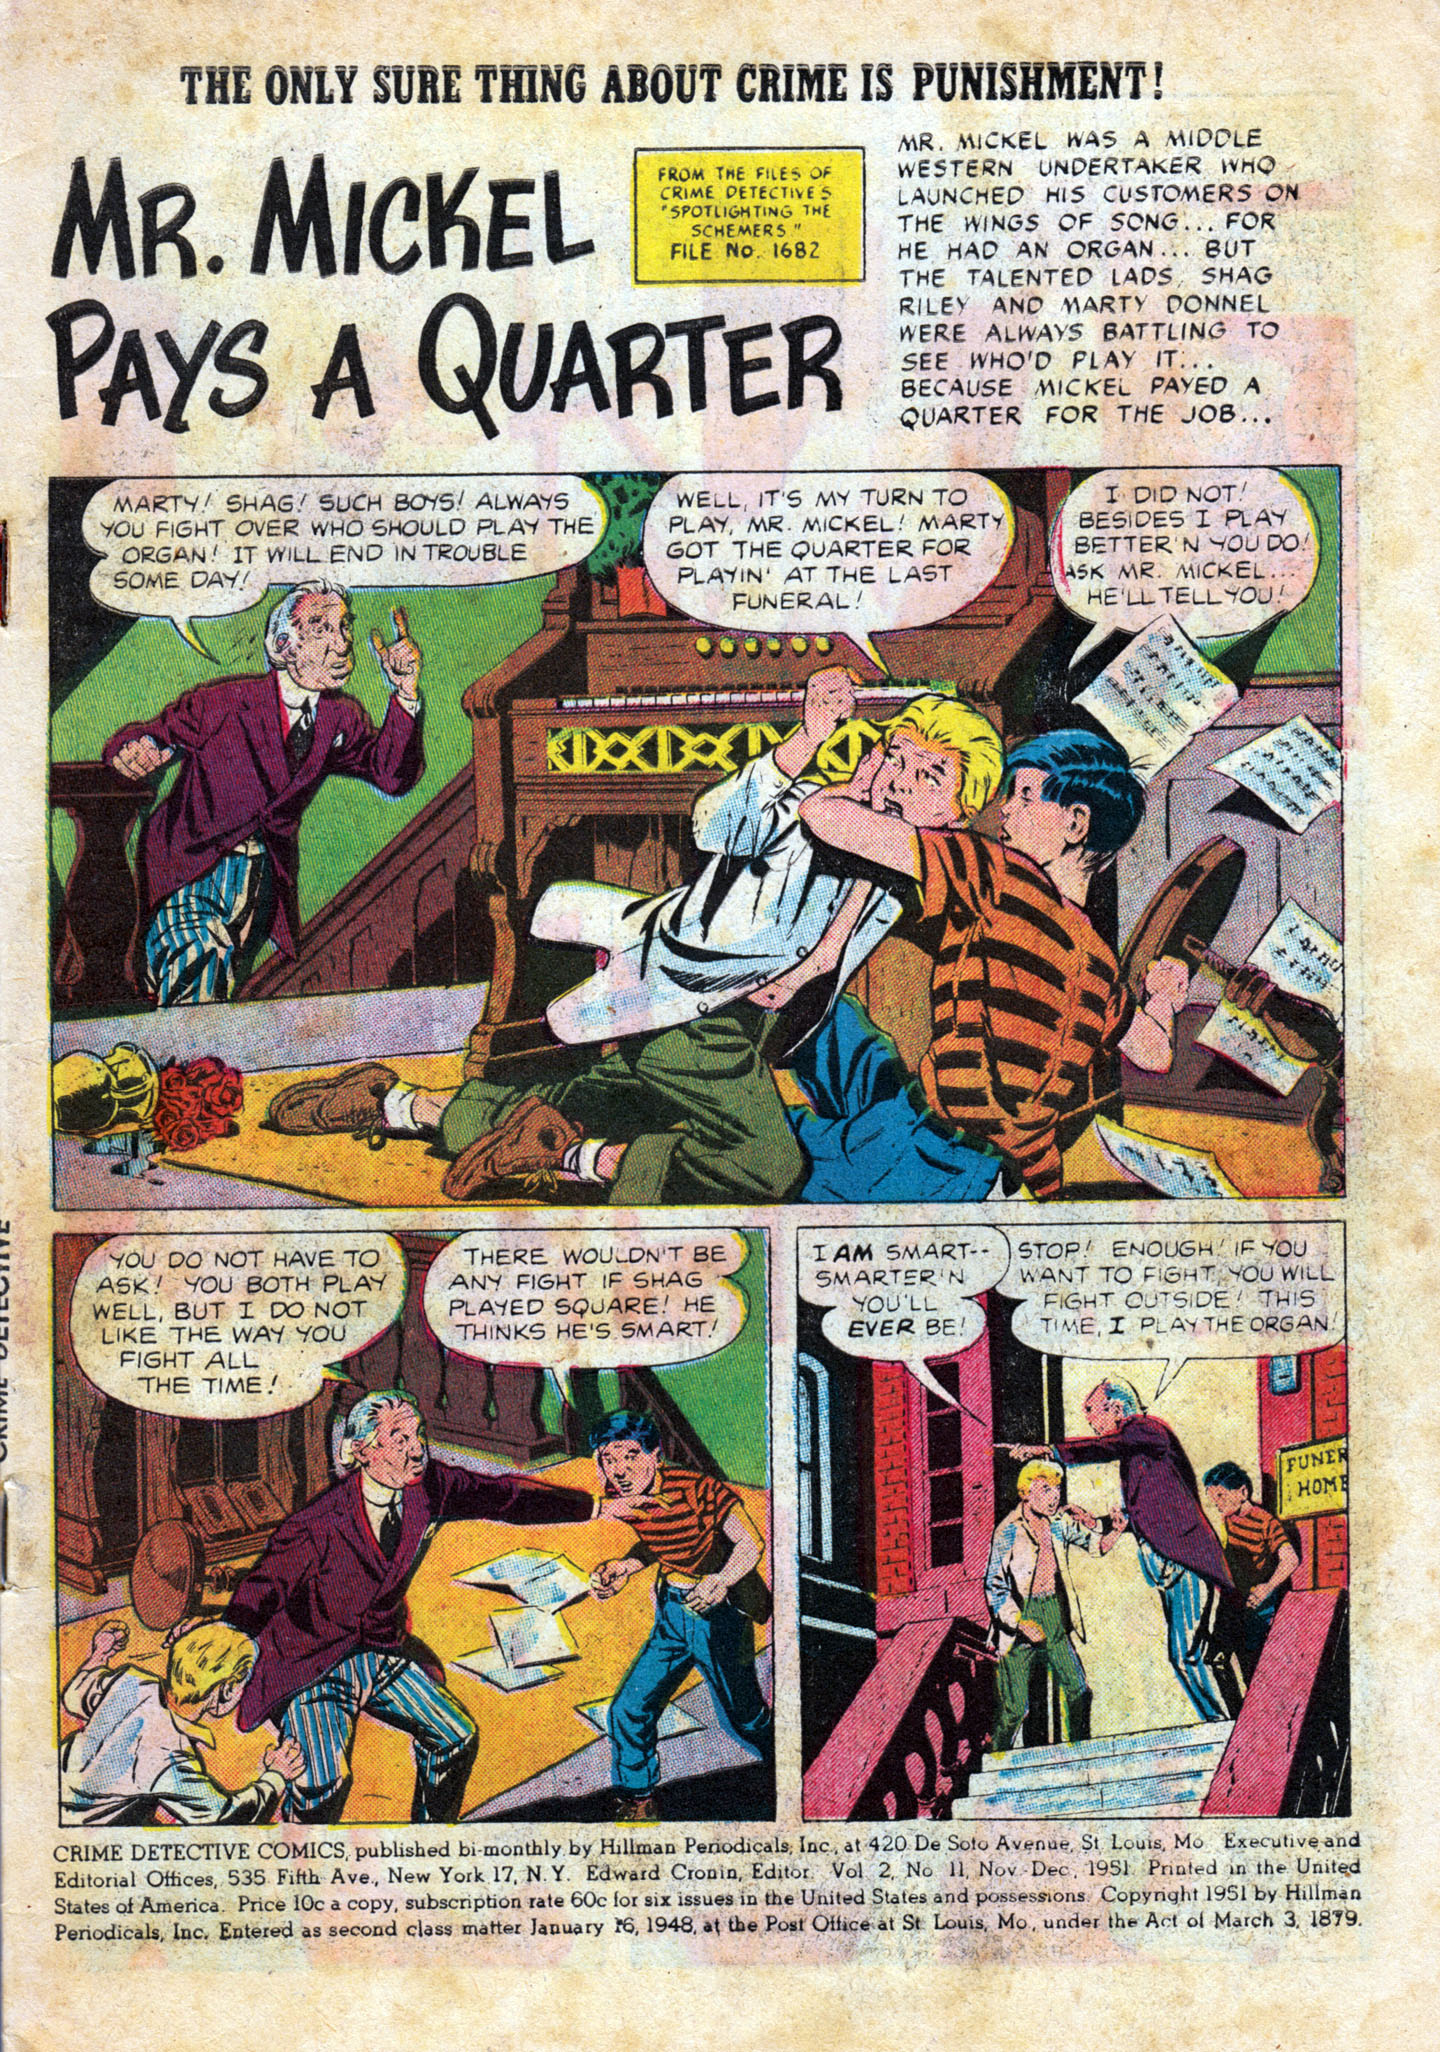 THE ONLY SURE THING ABOUT CRIME IS PUNISHMENT!
MR. MICKEL
PAYS A QUARTER
FROM THE FILES OF
CRIME DETECTIVE'S
"SPOTLIGHTING THE
SCHEMERS."
FILE NO. 1682
MR. MICKEL WAS A MIDDLE
WESTERN UNDERTAKER WHO
LAUNCHED HIS CUSTOMERS ON
THE WINGS OF SONG... FOR
HE HAD AN ORGAN... BUT
THE TALENTED LADS, SHAG
RILEY AND MARTY DONNEL
WERE ALWAYS BATTLING TO
SEE WHO'D PLAY IT...
BECAUSE MICKEL PAYED A
QUARTER FOR THE JOB...
MARTY! SHAG! SUCH BOYS! ALWAYS
YOU FIGHT OVER WHO SHOULD PLAY THE
ORGAN! IT WILL END IN TROUBLE
SOME DAY!
WELL, IT'S MY TURN TO
PLAY, MR. MICKEL! MARTY
GOT THE QUARTER FOR
PLAYIN' AT THE LAST
FUNERAL!
I DID NOT!
BESIDES I PLAY
BETTER'N YOU DO!
ASK MR. MICKEL...
HE'LL TELL YOU!
YOU DO NOT HAVE TO
ASK! YOU BOTH PLAY
WELL, BUT I DO NOT
LIKE THE WAY YOU
FIGHT ALL
THE TIME!
THERE WOULDN'T BE
ANY FIGHT IF SHAG
PLAYED SQUARE! HE
THINKS HE'S SMART!
I AM SMART--
SMARTER'N
YOU'LL
EVER BE!
STOP! ENOUGH! IF YOU
WANT TO FIGHT, YOU WILL
FIGHT OUTSIDE! THIS
TIME, I PLAY THE ORGAN!
FUNER
HOME
CRIME DETECTIVE
CRIME DETECTIVE COMICS, published bi-monthly by Hillman Periodicals, Inc., at 420 De Soto Avenue, St. Louis, Mo. Executive and
Editorial Offices, 535 Fifth Ave., New York 17, N. Y. Edward Cronin, Editor. Vol. 2, No. 11, Nov.-Dec., 1951. Printed in the United
States of America. Price 10c a copy, subscription rate 60c for six issues in the United States and possessions. Copyright 1951 by Hillman
Periodicals, Inc. Entered as second class matter January 16, 1948, at the Post Office at St. Louis, Mo., under the Act of March 3, 1879.